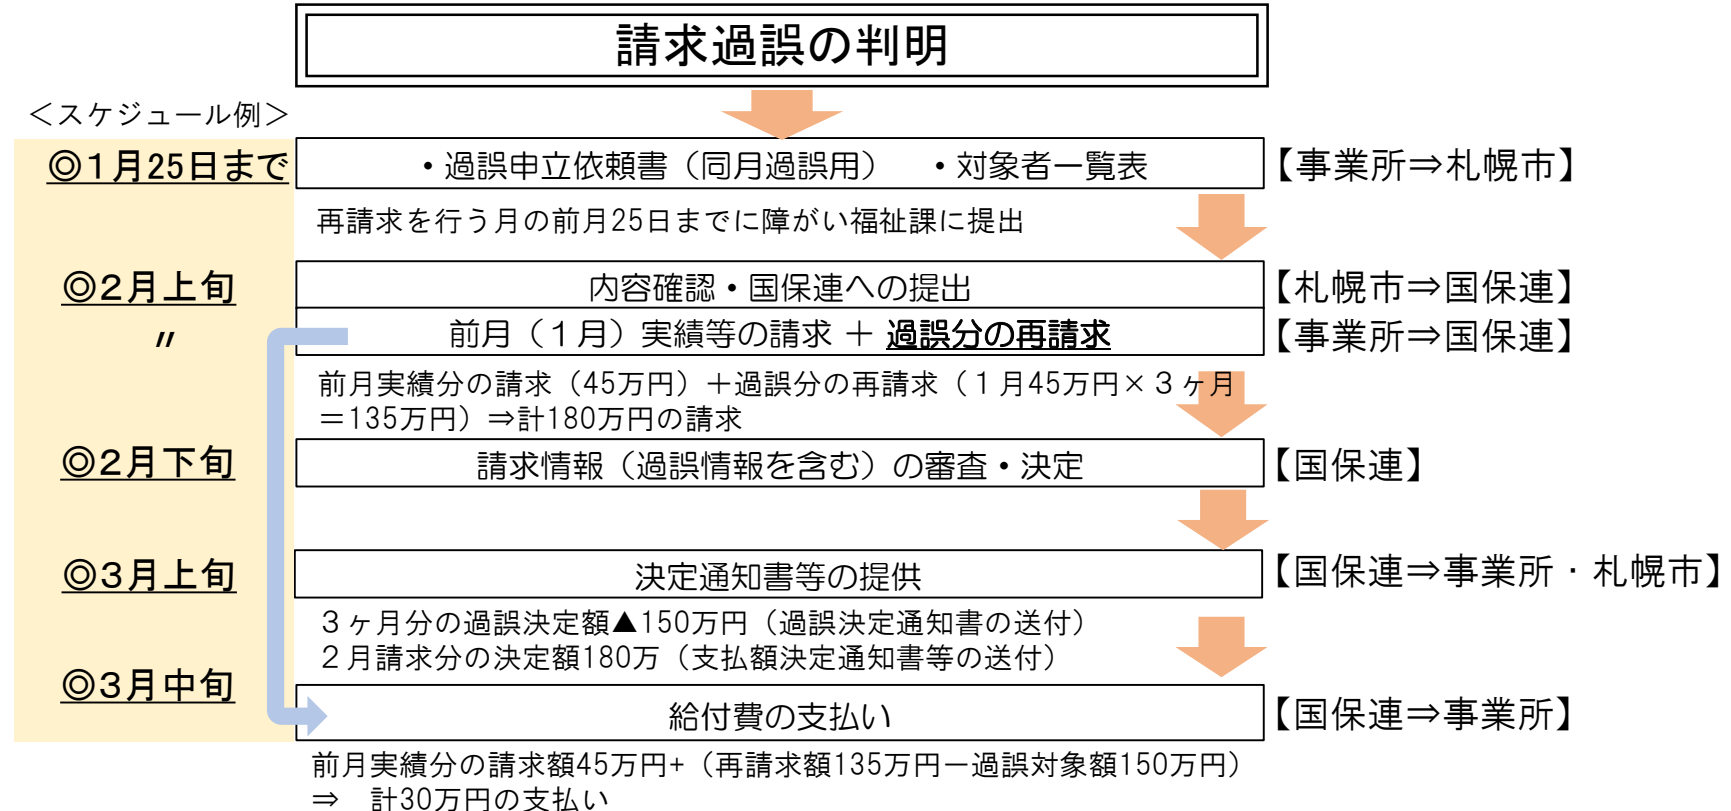 請求過誤の判明
＜スケジュール例＞
◎１月25日まで
・過誤申立依頼書（同月過誤用）　・対象者一覧表
【事業所⇒札幌市】
再請求を行う月の前月25日までに障がい福祉課に提出
◎２月上旬
内容確認・国保連への提出
【札幌市⇒国保連】
〃
前月（１月）実績等の請求 ＋ 過誤分の再請求
【事業所⇒国保連】
前月実績分の請求（45万円）＋過誤分の再請求（１月45万円×３ヶ月
＝135万円）⇒計180万円の請求
◎２月下旬
請求情報（過誤情報を含む）の審査・決定
【国保連】
◎３月上旬
決定通知書等の提供
【国保連⇒事業所・札幌市】
３ヶ月分の過誤決定額▲150万円（過誤決定通知書の送付）
２月請求分の決定額180万（支払額決定通知書等の送付）
◎３月中旬
給付費の支払い
【国保連⇒事業所】
前月実績分の請求額45万円+（再請求額135万円－過誤対象額150万円）
⇒　計30万円の支払い